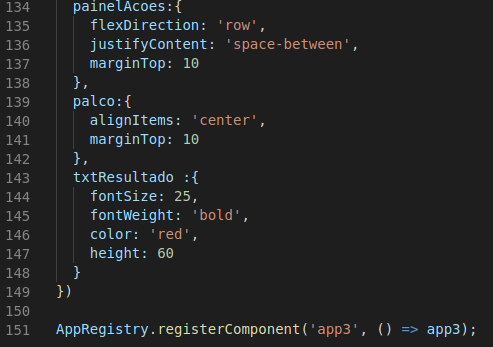 134 painelAcoes:{
135 flexDirection: 'row',
136 justifyContent: 'space-between',
137 marginTop: 10
138 },
139 palco:{
140 alignItems: 'center',
141 marginTop: 10
142 },
143 txtResultado :{
144 fontSize: 25,
145 fontWeight: 'bold',
146 color: 'red',
147 height: 60
148 }
149 })
150
151 AppRegistry.registerComponent('app3', () => app3);